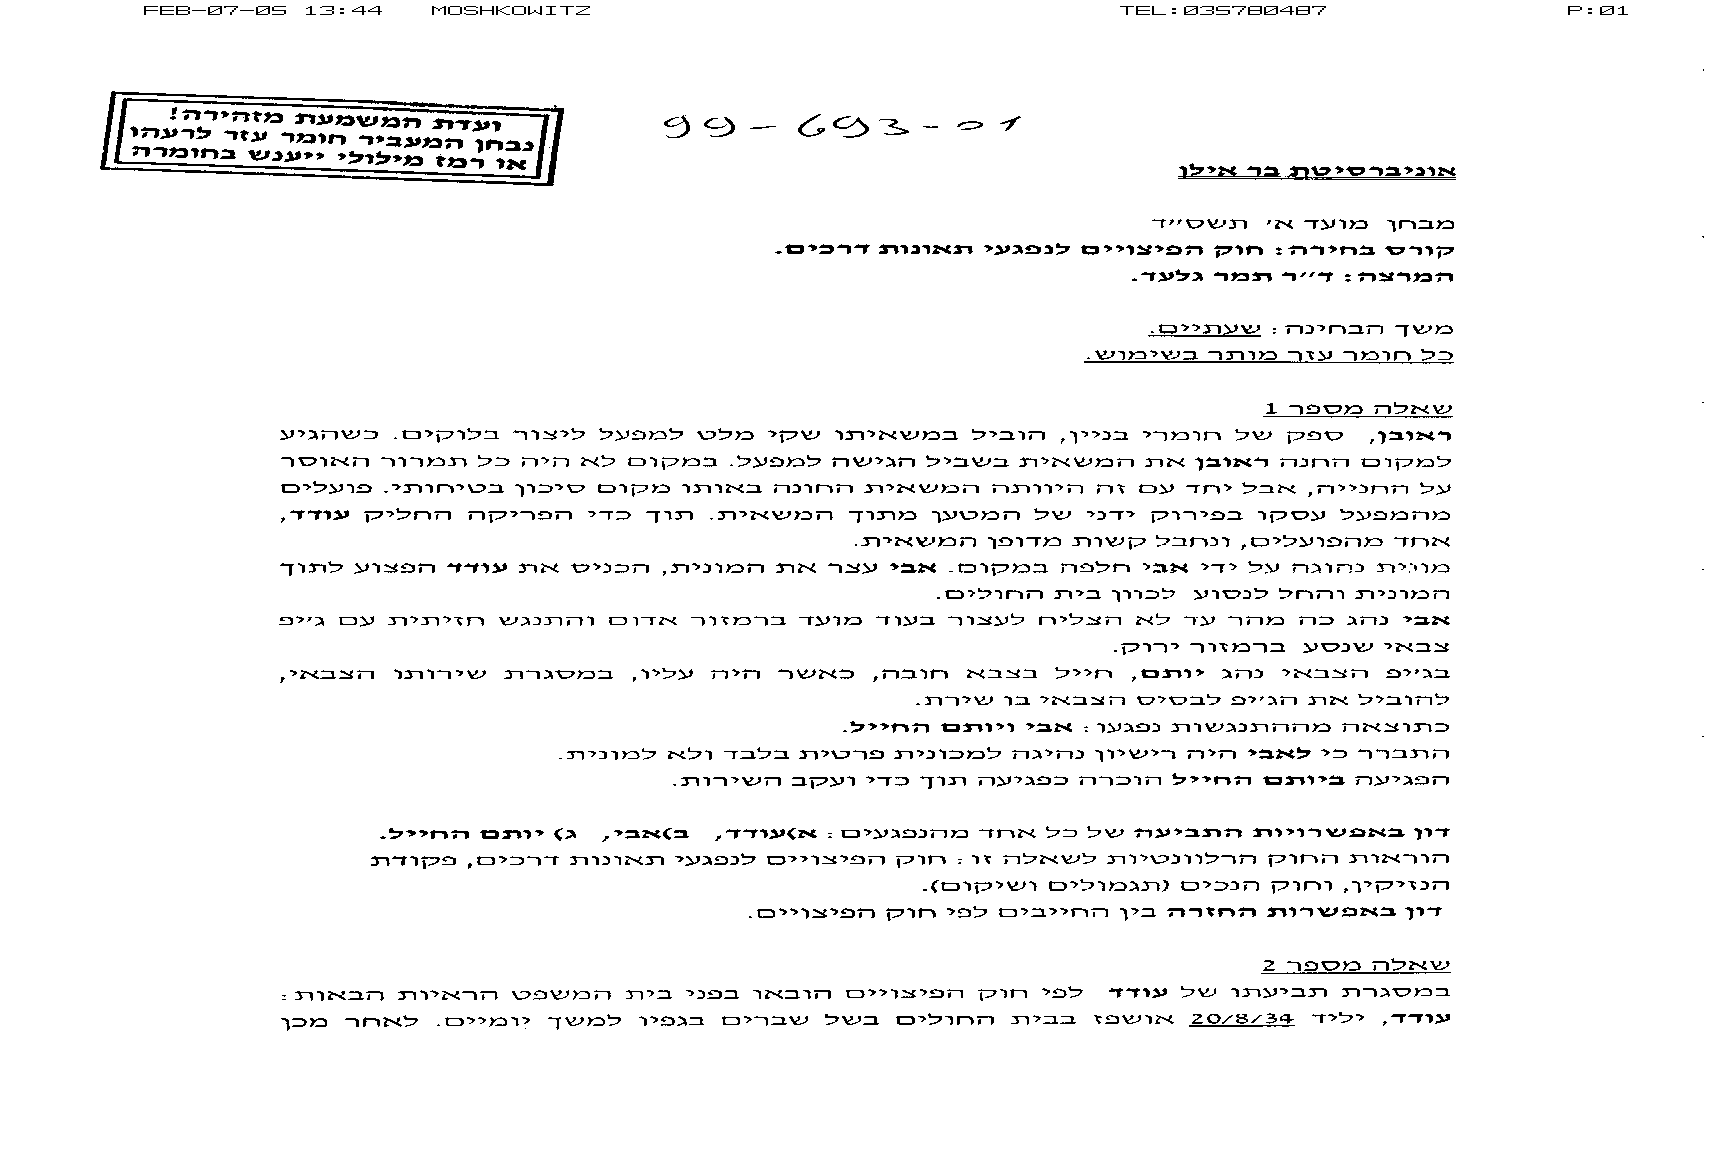 FEB-07-05 13:44 MOSHKOWITZ TEL:035780487 P:01
ועדת המשמעת מזהירה!
נבחן המעביר חומר עזר לרעהו
או רמז מילולי ייענש בחומרה
99-693-01
אוניברסיטת בר אילן
מבחן מועד א' תשס"ד
קורס בחירה: חוק הפיצויים לנפגעי תאונות דרכים.
המרצה: ד"ר תמר גלעד.
משך הבחינה: שעתיים.
כל חומר עזר מותר בשימוש.
שאלה מספר 1
ראובן, ספק של חומרי בניין, הוביל במשאיתו שקי מלט למפעל ליצור בלוקים. כשהגיע
למקום החנה ראובן את המשאית בשביל הגישה למפעל. במקום לא היה כל תמרור האוסר
על החנייה, אבל יחד עם זה היוותה המשאית החונה באותו מקום סיכון בטיחותי. פועלים
מהמפעל עסקו בפירוק ידני של המטען מתוך המשאית. תוך כדי הפריקה החליק עודד,
אחד מהפועלים, ונחבל קשות מדופן המשאית.
מונית נהוגה על ידי אבי חלפה במקום. אבי עצר את המונית, הכניס את עודד הפצוע לתוך
המונית והחל לנסוע לכוון בית החולים.
אבי נהג כה מהר עד לא הצליח לעצור בעוד מועד ברמזור אדום והתנגש חזיתית עם ג'יפ
צבאי שנסע ברמזור ירוק.
בג'יפ הצבאי נהג יותם, חייל בצבא חובה, כאשר היה עליו, במסגרת שירותו הצבאי,
להוביל את הג'יפ לבסיס הצבאי בו שירת.
כתוצאה מההתנגשות נפגעו: אבי ויותם החייל.
התברר כי לאבי היה רישיון נהיגה למכונית פרטית בלבד ולא למונית.
הפגיעה ביותם החייל הוכרה כפגיעה תוך כדי ועקב השירות.
דון באפשרויות התביעה של כל אחד מהנפגעים: א)עודד, ב)אבי, ג) יותם החייל.
הוראות החוק הרלוונטיות לשאלה זו: חוק הפיצויים לנפגעי תאונות דרכים, פקודת
הנזיקין, וחוק הנכים (תגמולים ושיקום).
דון באפשרות החזרה בין החייבים לפי חוק הפיצויים.
שאלה מספר 2
במסגרת תביעתו של עודד לפי חוק הפיצויים הובאו בפני בית המשפט הראיות הבאות:
עודד, יליד 20/8/34 אושפז בבית החולים בשל שברים בגפיו למשך יומיים. לאחר מכן